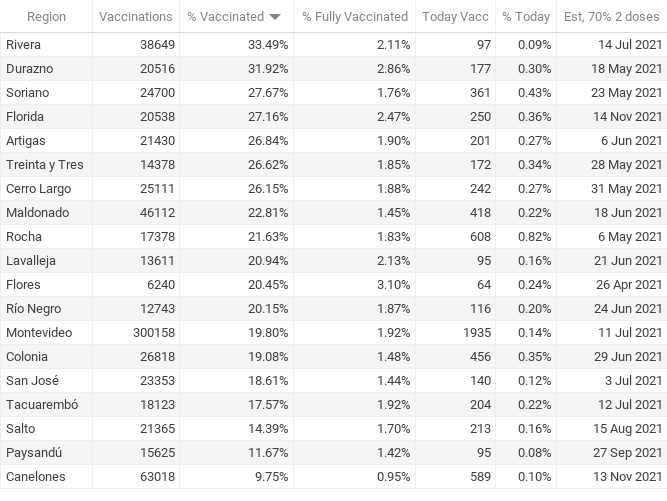 Region Vaccinations % Vaccinated % Fully Vaccinated Today Vacc % Today Est, 70% 2 doses
Rivera 38649 33.49% 2.11% 97 0.09% 14 Jul 2021
Durazno 20516 31.92% 2.86% 177 0.30% 18 May 2021
Soriano 24700 27.67% 1.76% 361 0.43% 23 May 2021
Florida 20538 27.16% 2.47% 250 0.36% 14 Nov 2021
Artigas 21430 26.84% 1.90% 201 0.27% 6 Jun 2021
Treinta y Tres 14378 26.62% 1.85% 172 0.34% 28 May 2021
Cerro Largo 25111 26.15% 1.88% 242 0.27% 31 May 2021
Maldonado 46112 22.81% 1.45% 418 0.22% 18 Jun 2021
Rocha 17378 21.63% 1.83% 608 0.82% 6 May 2021
Lavalleja 13611 20.94% 2.13% 95 0.16% 21 Jun 2021
Flores 6240 20.45% 3.10% 64 0.24% 26 Apr 2021
Río Negro 12743 20.15% 1.87% 116 0.20% 24 Jun 2021
Montevideo 300158 19.80% 1.92% 1935 0.14% 11 Jul 2021
Colonia 26818 19.08% 1.48% 456 0.35% 29 Jun 2021
San José 23353 18.61% 1.44% 140 0.12% 3 Jul 2021
Tacuarembó 18123 17.57% 1.92% 204 0.22% 12 Jul 2021
Salto 21365 14.39% 1.70% 213 0.16% 15 Aug 2021
Paysandú 15625 11.67% 1.42% 95 0.08% 27 Sep 2021
Canelones 63018 9.75% 0.95% 589 0.10% 13 Nov 2021